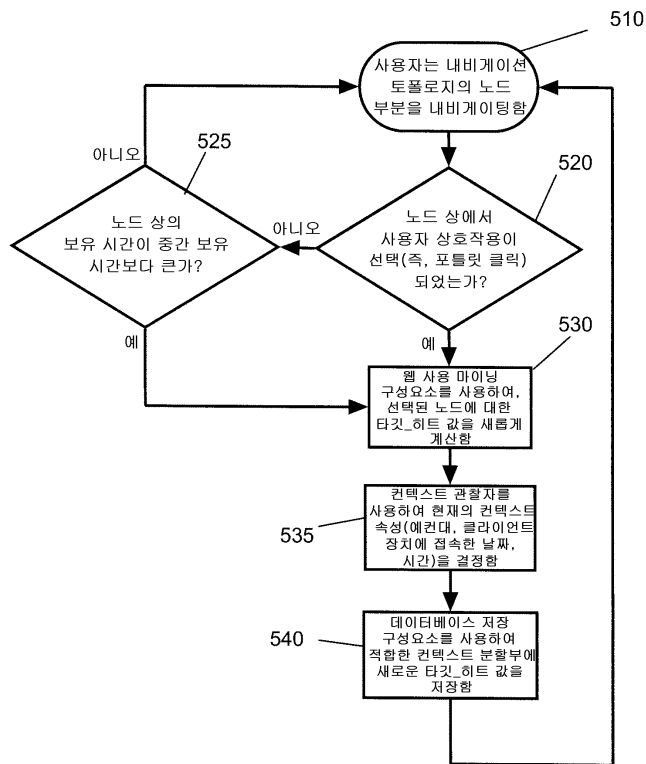 510
사용자는 내비게이션
토폴로지의 노드
부분을 내비게이팅함
아니오
525
노드 상의
보유 시간이 중간 보유
시간보다 큰가?
예
아니오
520
노드 상에서
사용자 상호작용이
선택(즉, 포틀릿 클릭)
되었는가?
예
530
웹 사용 마이닝
구성요소를 사용하여,
선택된 노드에 대한
타깃_히트 값을 새롭게
계산함
535
컨텍스트 관찰자를
사용하여 현재의 컨텍스트
속성(예컨대, 클라이언트
장치에 접속한 날짜,
시간)을 결정함
540
데이터베이스 저장
구성요소를 사용하여
적합한 컨텍스트 분할부에
새로운 타깃_히트 값을
저장함